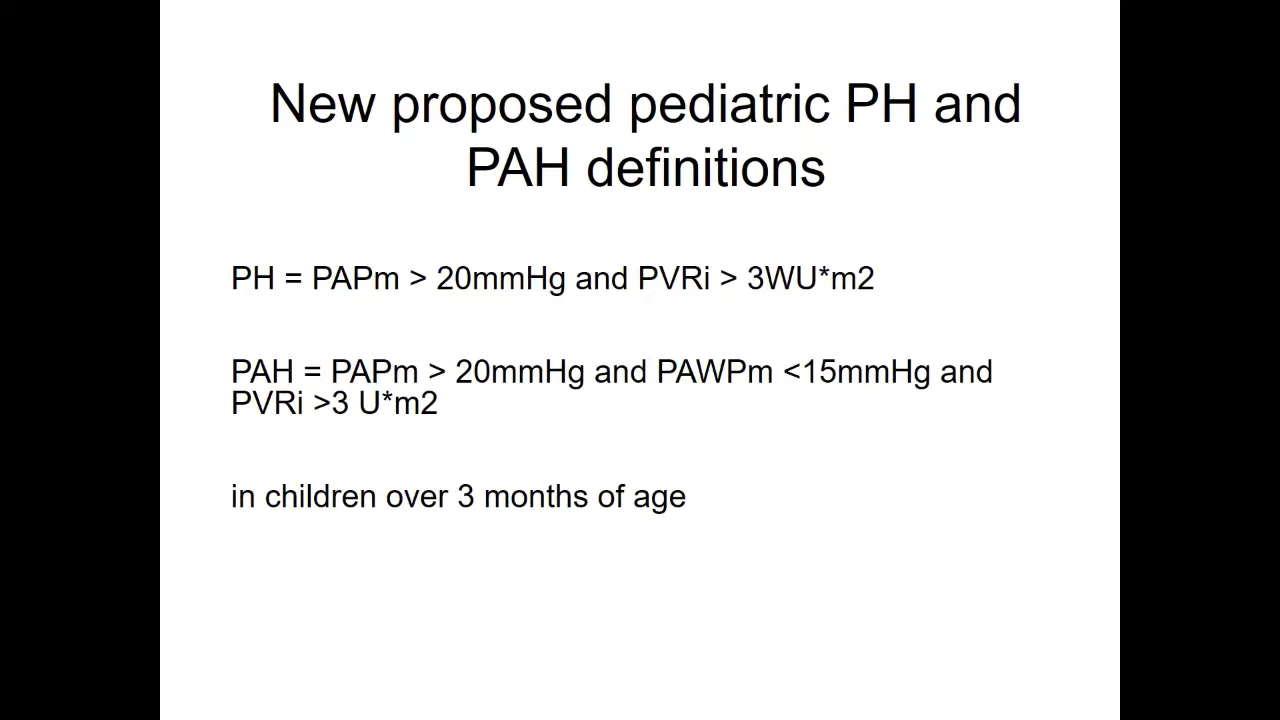 New proposed pediatric PH and
PAH definitions
PH = PAPm > 20mmHg and PVRi > 3WU*m2
PAH = PAPm > 20mmHg and PAWPm <15mmHg and
PVRi >3 U*m2
in children over 3 months of age